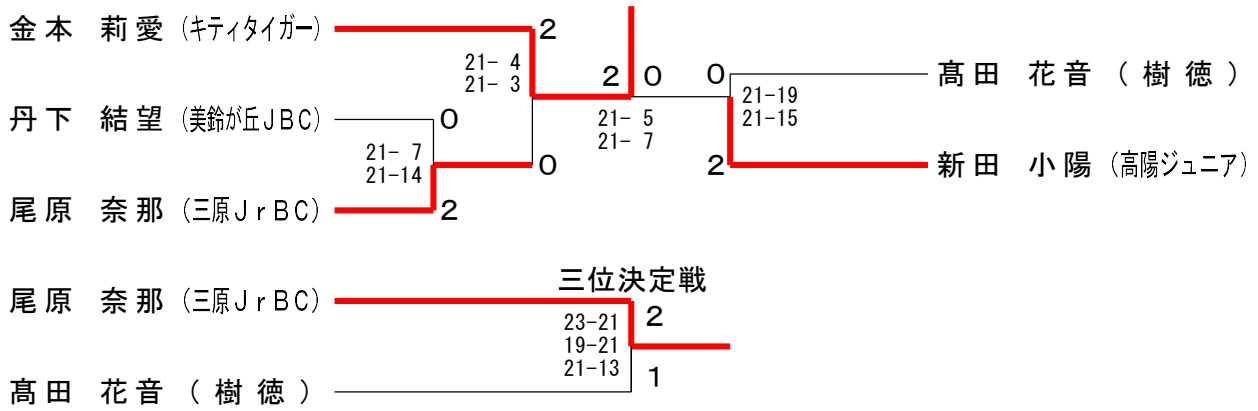 金本 莉愛 (キティタイガー)
2
21- 4
21- 3
2 0
0
髙田 花音 (樹徳)
丹下 結望 (美鈴が丘JBC)
0
21- 5
21- 7
21-19
21-15
21- 7
21-14
0
2
新田 小陽 (高陽ジュニア)
尾原 奈那 (三原JrBC)
2
三位決定戦
尾原 奈那 (三原JrBC)
2
23-21
19-21
21-13
1
髙田 花音 (樹徳)